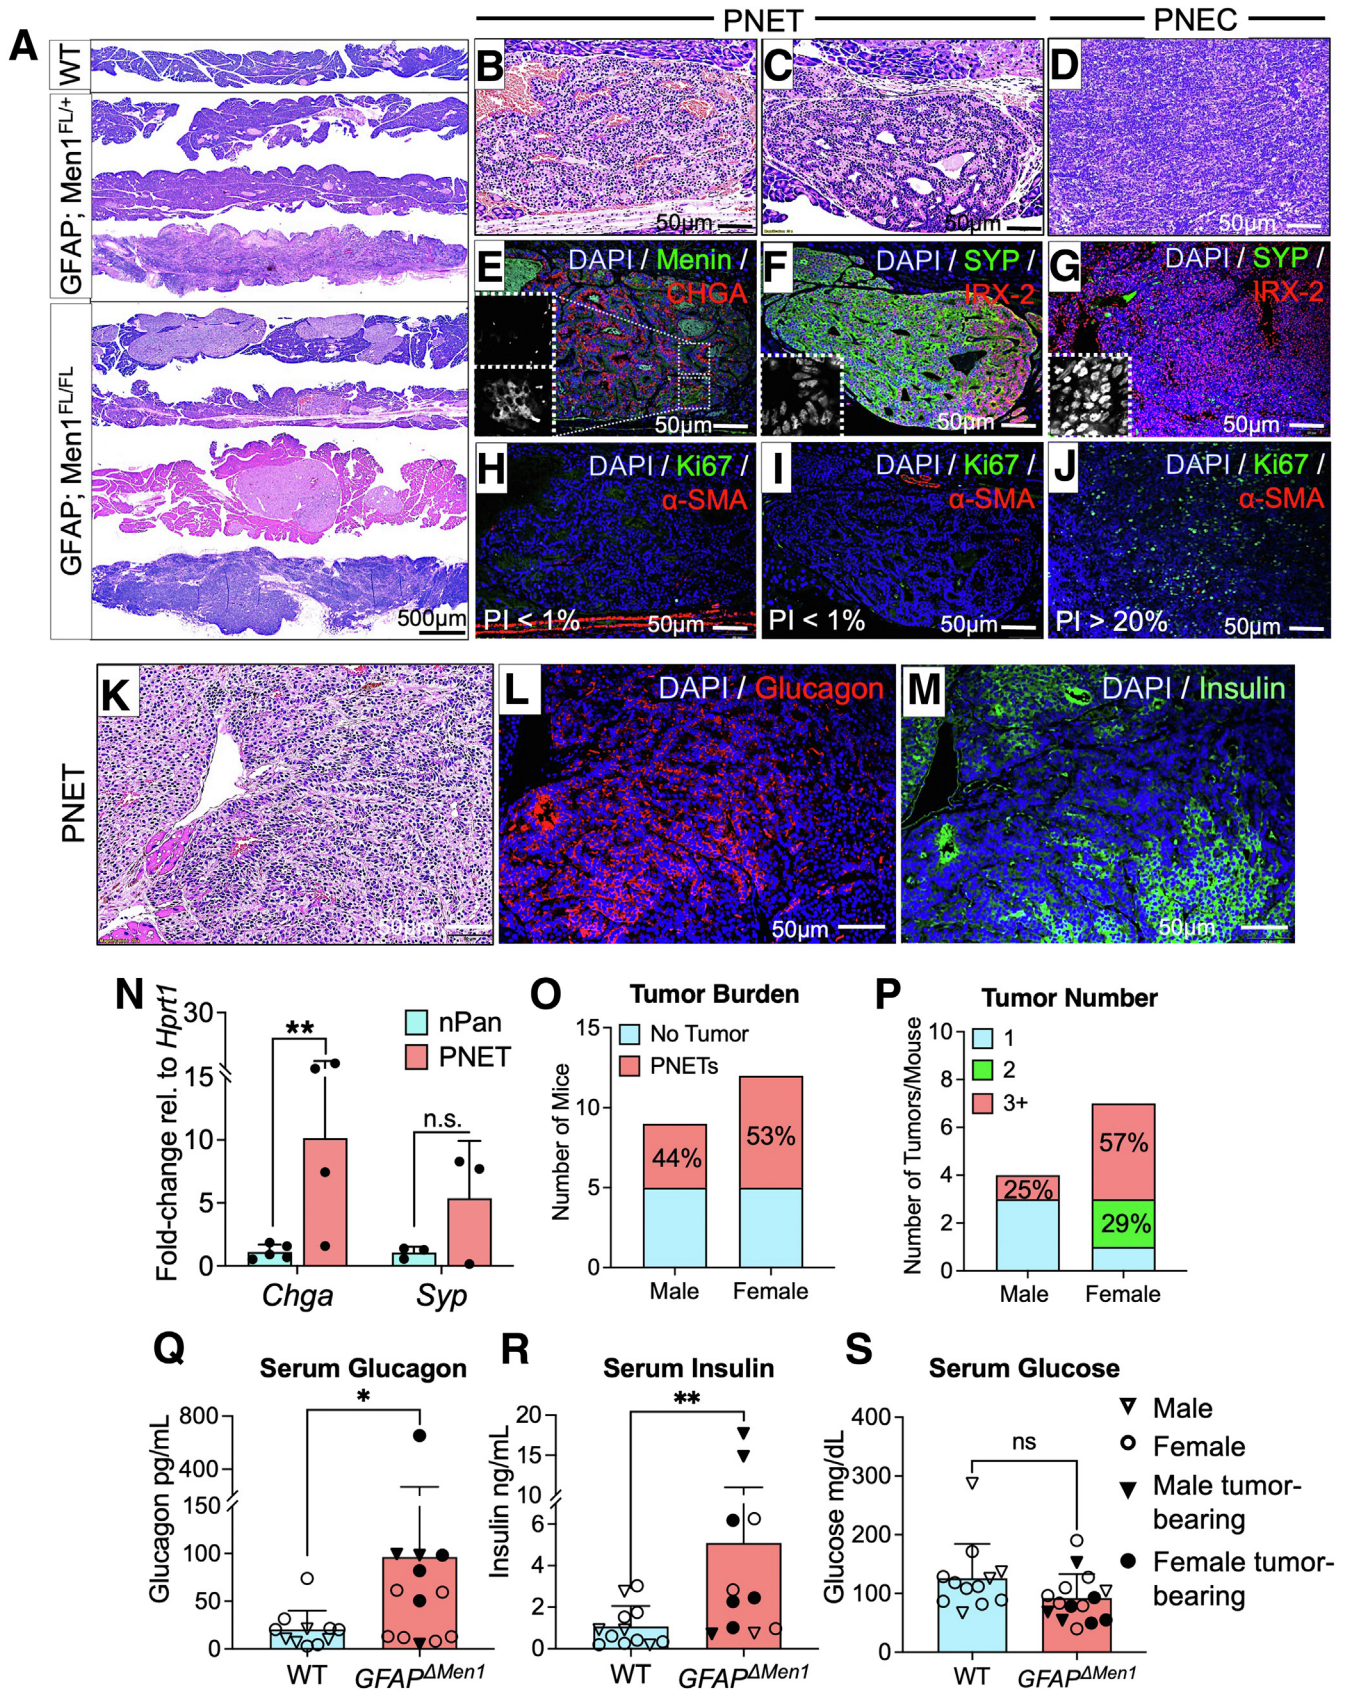 PNET
PNEC
A
WT
GFAP; Men1 FL/+
GFAP; Men1 FL/FL
500µm
B
50µm
C
50µm
D
50µm
E
DAPI / Menin /
CHGA
50µm
F
DAPI / SYP /
IRX-2
50µm
G
DAPI / SYP /
IRX-2
50µm
H
DAPI / Ki67 /
α-SMA
PI < 1%
50µm
I
DAPI / Ki67 /
α-SMA
PI < 1%
50µm
J
DAPI / Ki67 /
α-SMA
PI > 20%
50µm
PNET
K
50µm
L
DAPI / Glucagon
50µm
M
DAPI / Insulin
50µm
N
Fold-change rel. to Hprt1
30
15
10
5
0
**
n.s.
nPan
PNET
Chga
Syp
O
Tumor Burden
Number of Mice
15
10
5
0
No Tumor
PNETs
44%
53%
Male
Female
P
Tumor Number
Number of Tumors/Mouse
10
8
6
4
2
0
1
2
3+
25%
57%
29%
Male
Female
Q
Serum Glucagon
Glucagon pg/mL
800
400
150
100
50
0
*
WT
GFAPΔMen1
R
Serum Insulin
Insulin ng/mL
20
15
10
6
4
2
0
**
WT
GFAPΔMen1
S
Serum Glucose
Glucose mg/dL
400
300
200
100
0
ns
WT
GFAPΔMen1
Male
Female
Male tumor-
bearing
Female tumor-
bearing